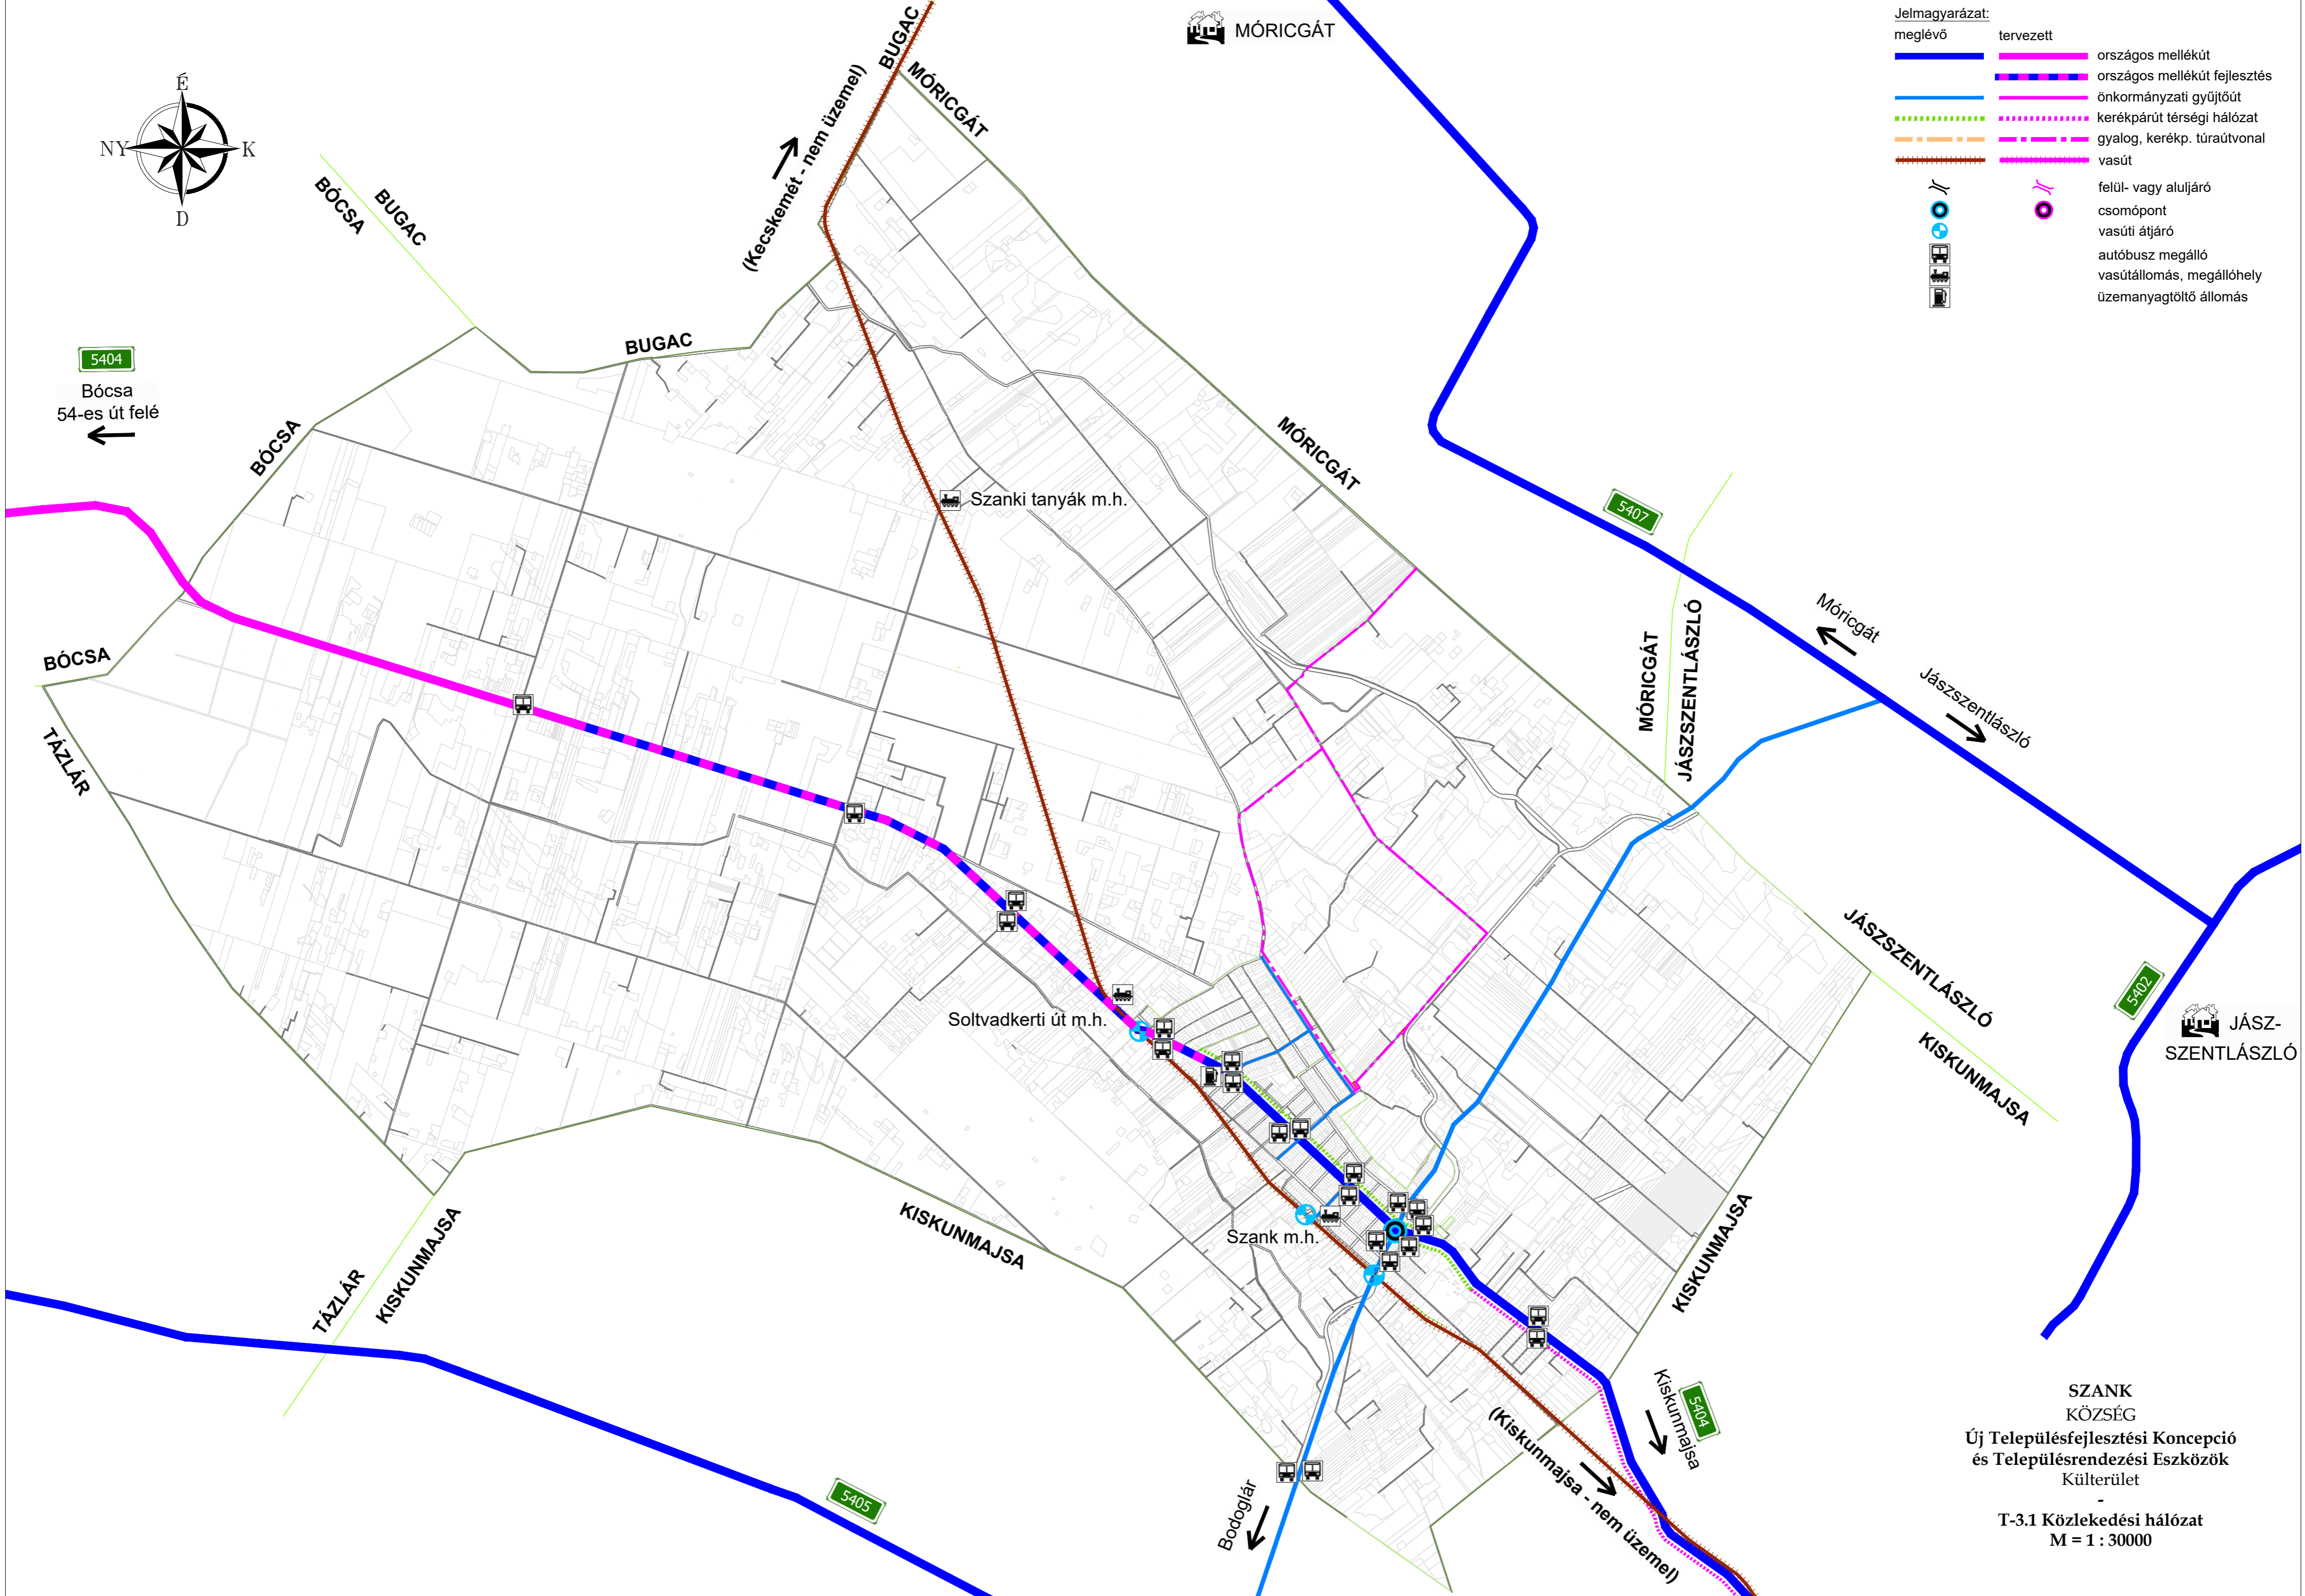 BUGAC
MÓRICGÁT
MÓRICGÁT
(Kecskemét - nem üzemel)
É
NY
K
D
BÓCSA
BUGAC
BUGAC
5404
Bócsa
54-es út felé
BÓCSA
BÓCSA
TÁZLÁR
Szanki tanyák m.h.
MÓRICGÁT
5407
MÓRICGÁT
JÁSZSZENTLÁSZLÓ
Móricgát
Jászszentlászló
JÁSZSZENTLÁSZLÓ
KISKUNMAJSA
5402
JÁSZ-
SZENTLÁSZLÓ
Soltvadkerti út m.h.
Szank m.h.
KISKUNMAJSA
KISKUNMAJSA
TÁZLÁR
KISKUNMAJSA
5405
Bodoglár
(Kiskunmajsa - nem üzemel)
Kiskunmajsa
5404
Jelmagyarázat:
meglévő tervezett
országos mellékút
országos mellékút fejlesztés
önkormányzati gyűjtőút
kerékpárút térségi hálózat
gyalog, kerékp. túraútvonal
vasút
felül- vagy aluljáró
csomópont
vasúti átjáró
autóbusz megálló
vasútállomás, megállóhely
üzemanyagtöltő állomás
SZANK
KÖZSÉG
Új Településfejlesztési Koncepció
és Településrendezési Eszközök
Külterület
-
T-3.1 Közlekedési hálózat
M = 1 : 30000